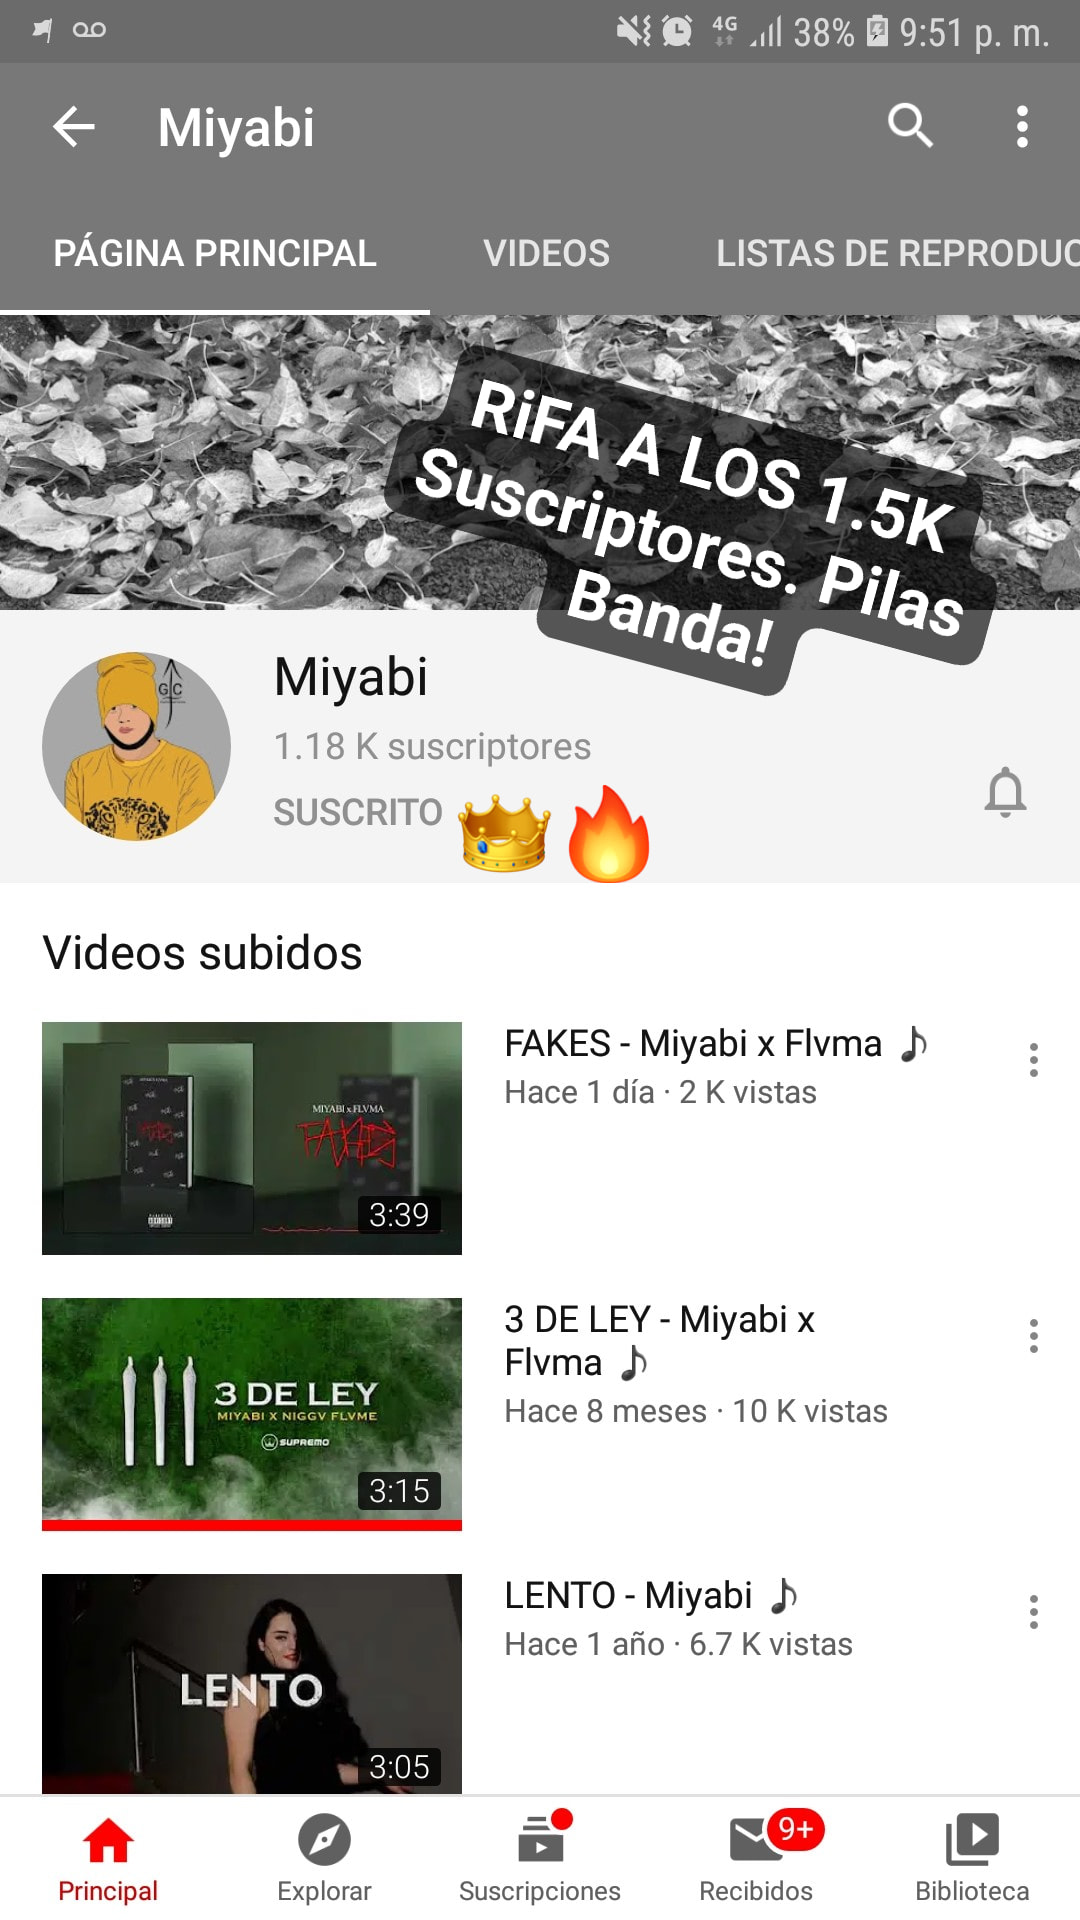 4G 38% 9:51 p. m.
Miyabi
PÁGINA PRINCIPAL VIDEOS LISTAS DE REPRODUC
RiFA A LOS 1.5K
Suscriptores. Pilas
Banda!
GC
Miyabi
1.18 K suscriptores
SUSCRITO
Videos subidos
FAKES - Miyabi x Flvma
Hace 1 día · 2 K vistas
MIYABI x FLVMA
FAKES
3:39
3 DE LEY - Miyabi x
Flvma
Hace 8 meses · 10 K vistas
3 DE LEY
MIYABI X NIGGV FLVME
SUPREMO
3:15
LENTO - Miyabi
Hace 1 año · 6.7 K vistas
LENTO
3:05
9+
Principal Explorar Suscripciones Recibidos Biblioteca